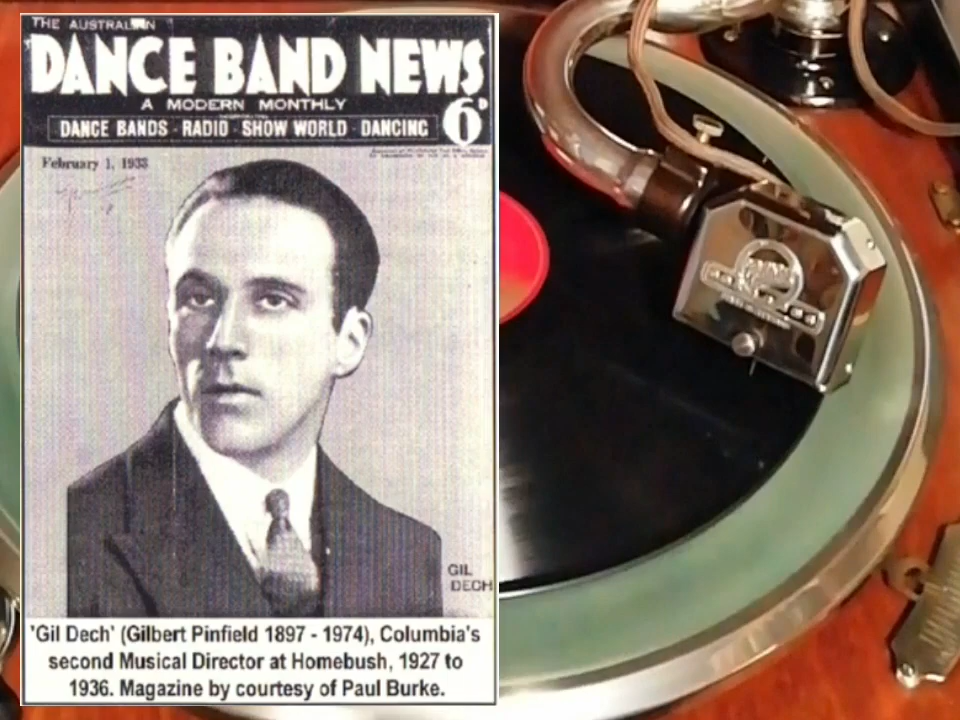 THE AUSTRALIAN
DANCE BAND NEWS
A MODERN MONTHLY
6D
DANCE BANDS - RADIO - SHOW WORLD - DANCING
February 1, 1933
GIL
DECH
'Gil Dech' (Gilbert Pinfield 1897 - 1974), Columbia's
second Musical Director at Homebush, 1927 to
1936. Magazine by courtesy of Paul Burke.